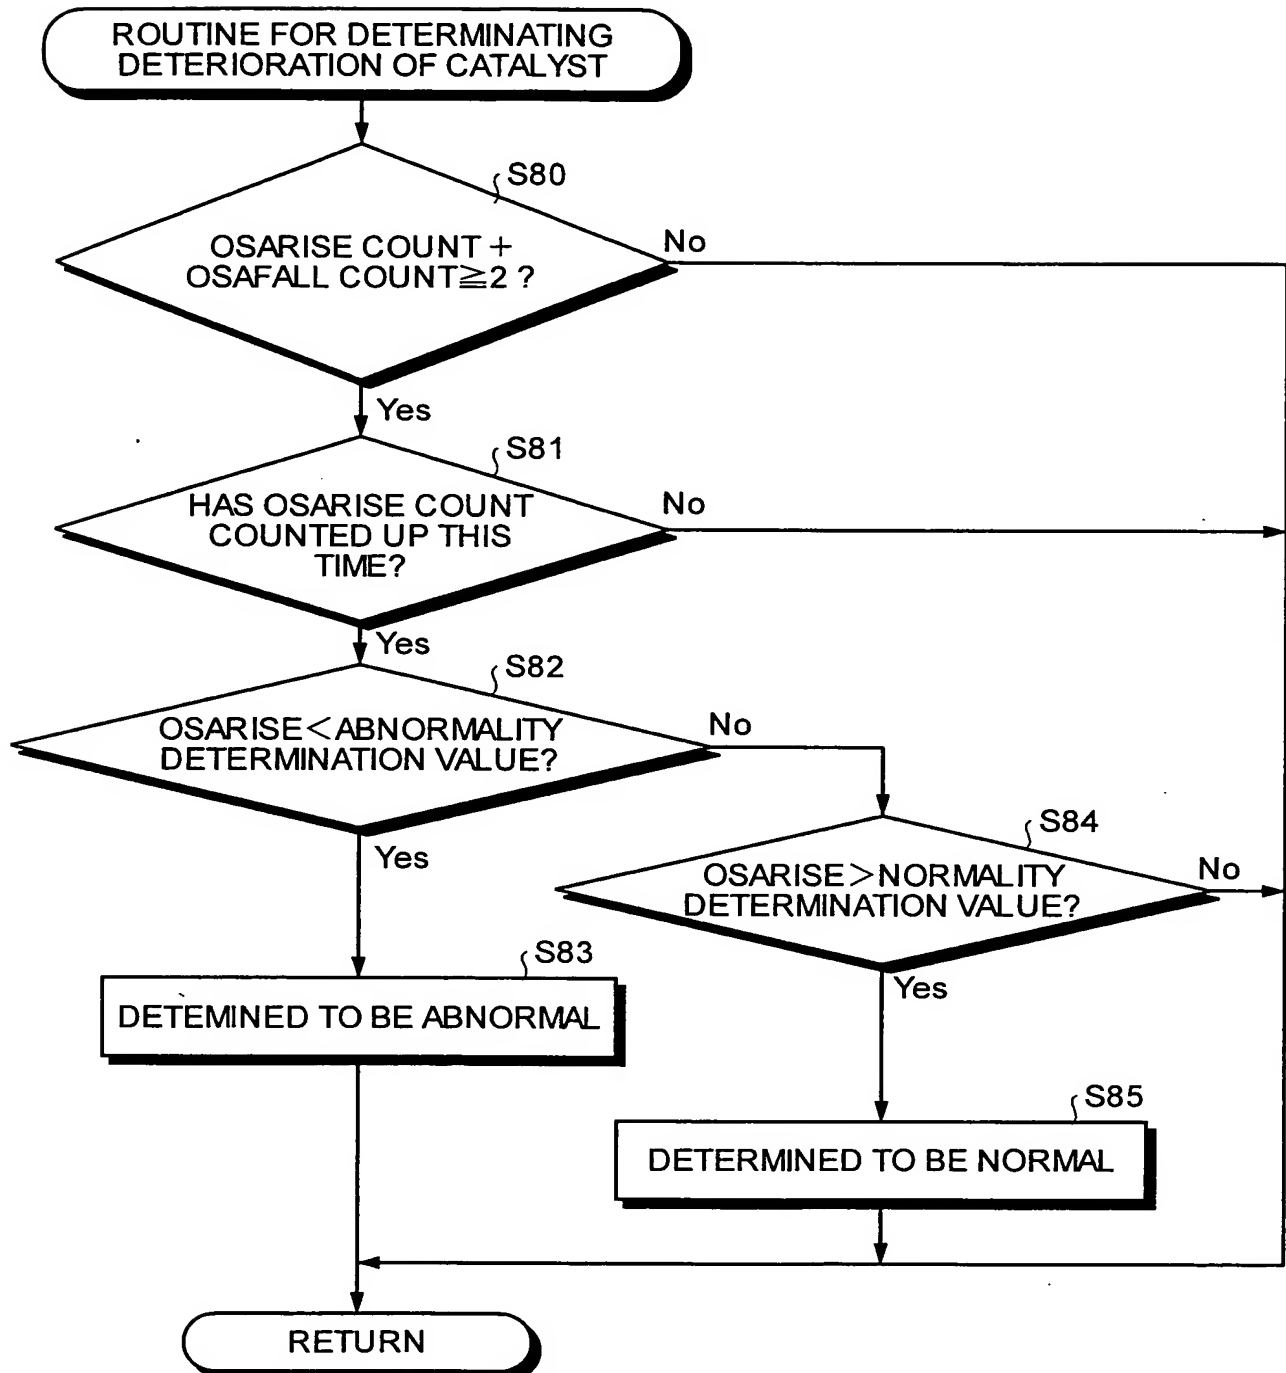 ROUTINE FOR DETERMINATING
DETERIORATION OF CATALYST
S80
OSARISE COUNT +
OSAFALL COUNT≧2 ?
No
Yes
S81
HAS OSARISE COUNT
COUNTED UP THIS
TIME?
No
Yes
S82
OSARISE<ABNORMALITY
DETERMINATION VALUE?
No
Yes
S84
OSARISE>NORMALITY
DETERMINATION VALUE?
No
Yes
S83
DETEMINED TO BE ABNORMAL
S85
DETERMINED TO BE NORMAL
RETURN